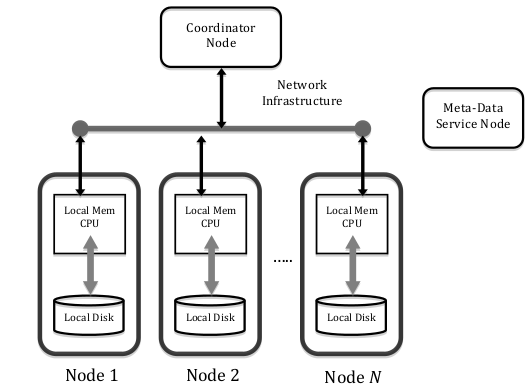 Coordinator
Node
Network
Infrastructure
Meta-Data
Service Node
Local Mem
CPU
Local Mem
CPU
Local Mem
CPU
.....
Local Disk
Local Disk
Local Disk
Node 1
Node 2
Node N